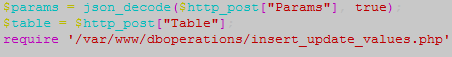 $params = json_decode($http_post["Params"], true);
$table = $http_post["Table"];
require '/var/www/dboperations/insert_update_values.php'